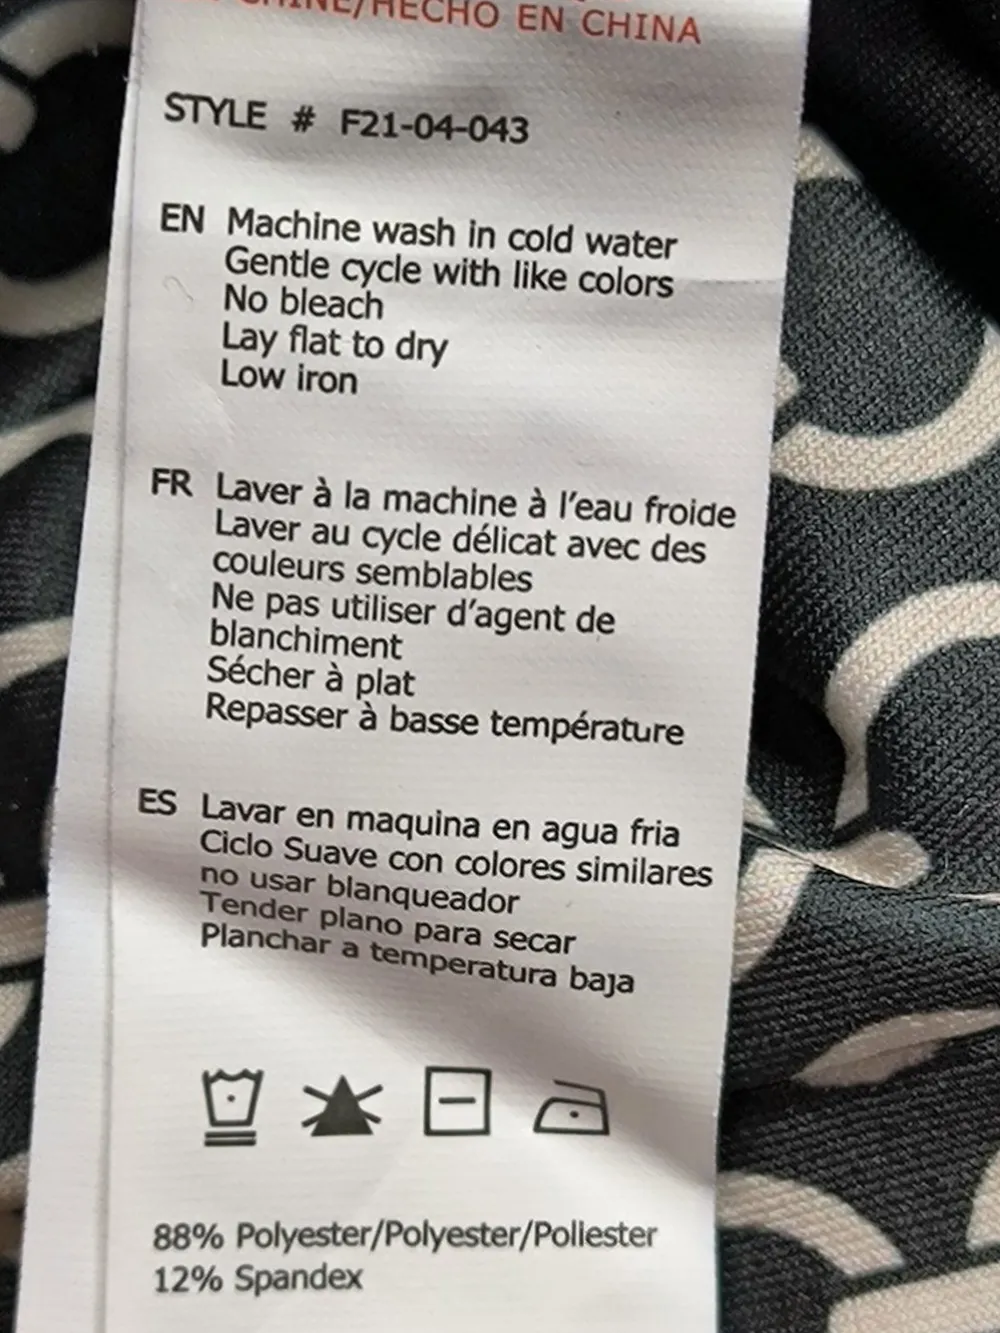 CHINE/HECHO EN CHINA
STYLE # F21-04-043
EN Machine wash in cold water
Gentle cycle with like colors
No bleach
Lay flat to dry
Low iron
FR Laver à la machine à l'eau froide
Laver au cycle délicat avec des
couleurs semblables
Ne pas utiliser d'agent de
blanchiment
Sécher à plat
Repasser à basse température
ES Lavar en maquina en agua fria
Ciclo Suave con colores similares
no usar blanqueador
Tender plano para secar
Planchar a temperatura baja
88% Polyester/Polyester/Poliester
12% Spandex